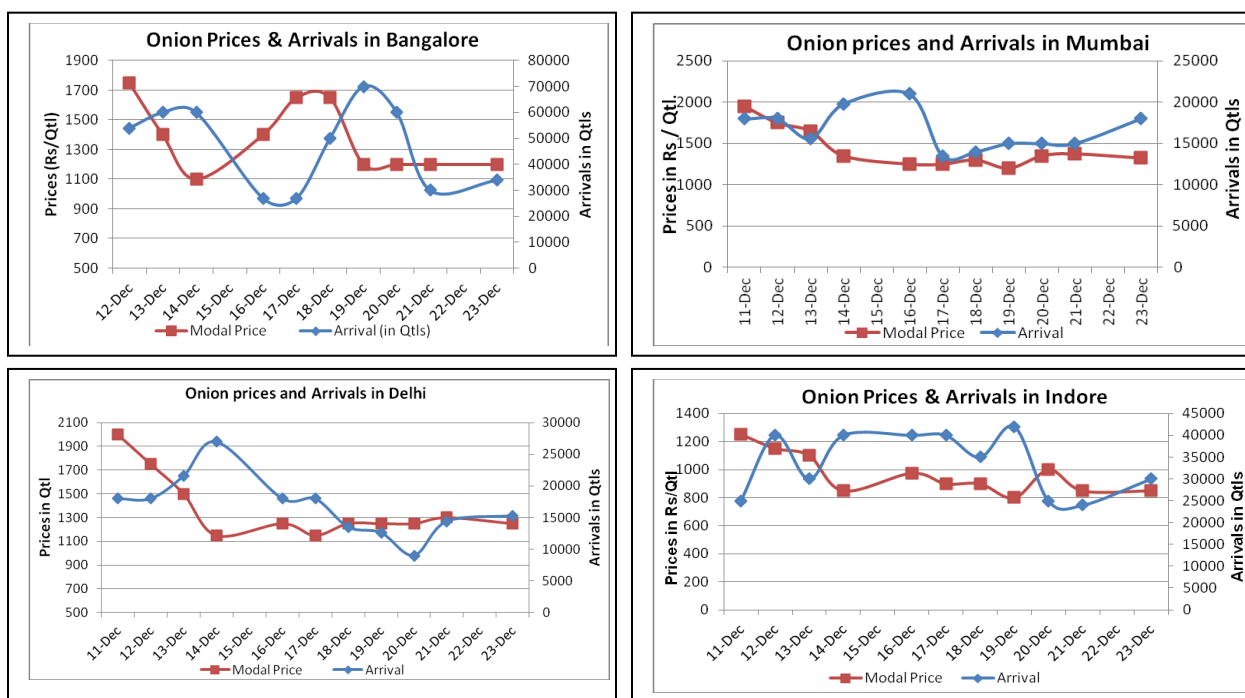 Onion Prices & Arrivals in Bangalore
Prices (Rs/Qtl)
1900
1700
1500
1300
1100
900
700
500
80000
70000
60000
50000
40000
30000
20000
10000
0
Arrivals in Qtls
12-Dec
13-Dec
14-Dec
15-Dec
16-Dec
17-Dec
18-Dec
19-Dec
20-Dec
21-Dec
22-Dec
23-Dec
Modal Price
Arrival (in Qtls)
Onion prices and Arrivals in Mumbai
Prices in Rs / Qtl.
2500
2000
1500
1000
500
0
25000
20000
15000
10000
5000
0
Arrivals in Qtls
11-Dec
12-Dec
13-Dec
14-Dec
15-Dec
16-Dec
17-Dec
18-Dec
19-Dec
20-Dec
21-Dec
22-Dec
23-Dec
Modal Price
Arrival
Onion prices and Arrivals in Delhi
Prices in Qtl
2100
1900
1700
1500
1300
1100
900
700
500
30000
25000
20000
15000
10000
5000
0
Arrivals in Qtls
11-Dec
12-Dec
13-Dec
14-Dec
15-Dec
16-Dec
17-Dec
18-Dec
19-Dec
20-Dec
21-Dec
22-Dec
23-Dec
Modal Price
Arrival
Onion Prices & Arrivals in Indore
Prices in Rs/Qtl
1400
1200
1000
800
600
400
200
0
45000
40000
35000
30000
25000
20000
15000
10000
5000
0
Arrivals in Qtls
11-Dec
12-Dec
13-Dec
14-Dec
15-Dec
16-Dec
17-Dec
18-Dec
19-Dec
20-Dec
21-Dec
22-Dec
23-Dec
Modal Price
Arrival